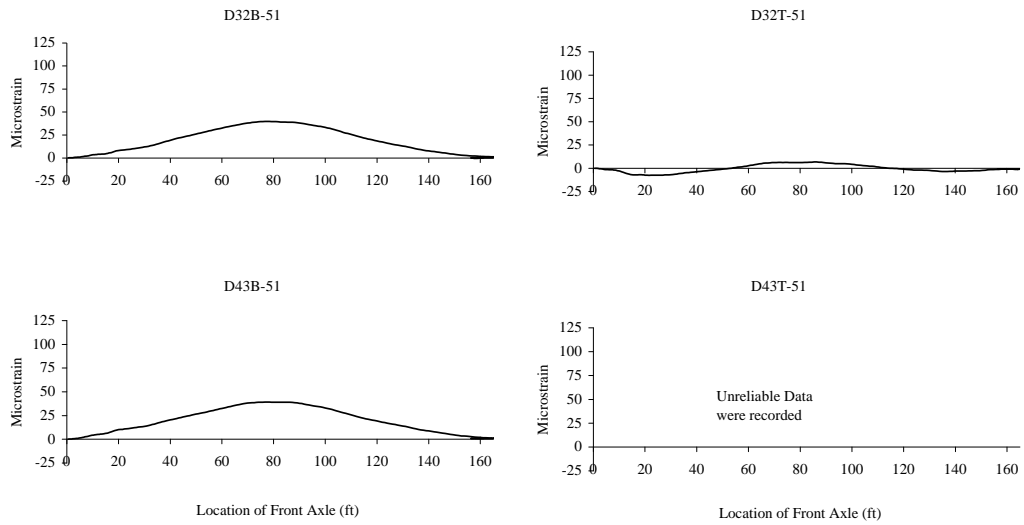 D32B-51
125
100
75
50
25
0
-25
Microstrain
0 20 40 60 80 100 120 140 160
D32T-51
125
100
75
50
25
0
-25
Microstrain
0 20 40 60 80 100 120 140 160
D43B-51
125
100
75
50
25
0
-25
Microstrain
0 20 40 60 80 100 120 140 160
Location of Front Axle (ft)
D43T-51
125
100
75
50
25
0
-25
Microstrain
Unreliable Data
were recorded
0 20 40 60 80 100 120 140 160
Location of Front Axle (ft)